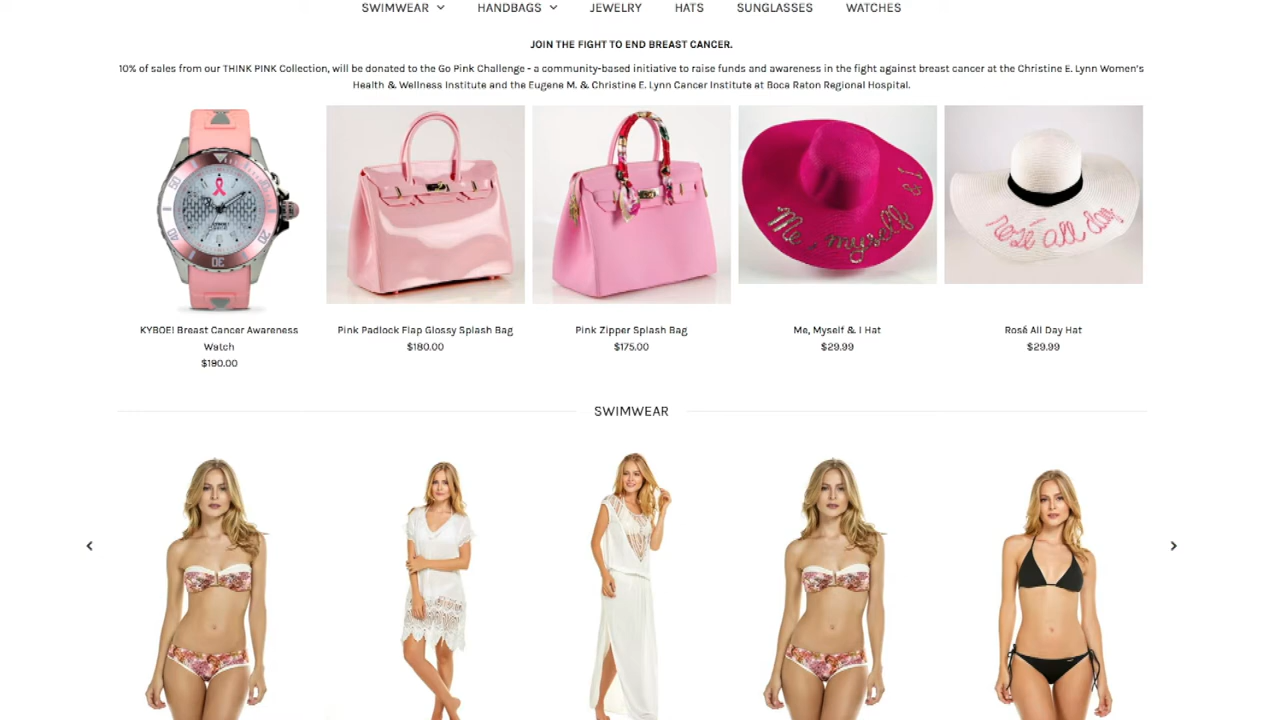 SWIMWEAR HANDBAGS JEWELRY HATS SUNGLASSES WATCHES
JOIN THE FIGHT TO END BREAST CANCER.
10% of sales from our THINK PINK Collection, will be donated to the Go Pink Challenge - a community-based initiative to raise funds and awareness in the fight against breast cancer at the Christine E. Lynn Women's
Health & Wellness Institute and the Eugene M. & Christine E. Lynn Cancer Institute at Boca Raton Regional Hospital.
Me, myself & I
rosé all day
KYBOE! Breast Cancer Awareness
Watch
$190.00
Pink Padlock Flap Glossy Splash Bag
$180.00
Pink Zipper Splash Bag
$175.00
Me, Myself & I Hat
$29.99
Rosé All Day Hat
$29.99
SWIMWEAR